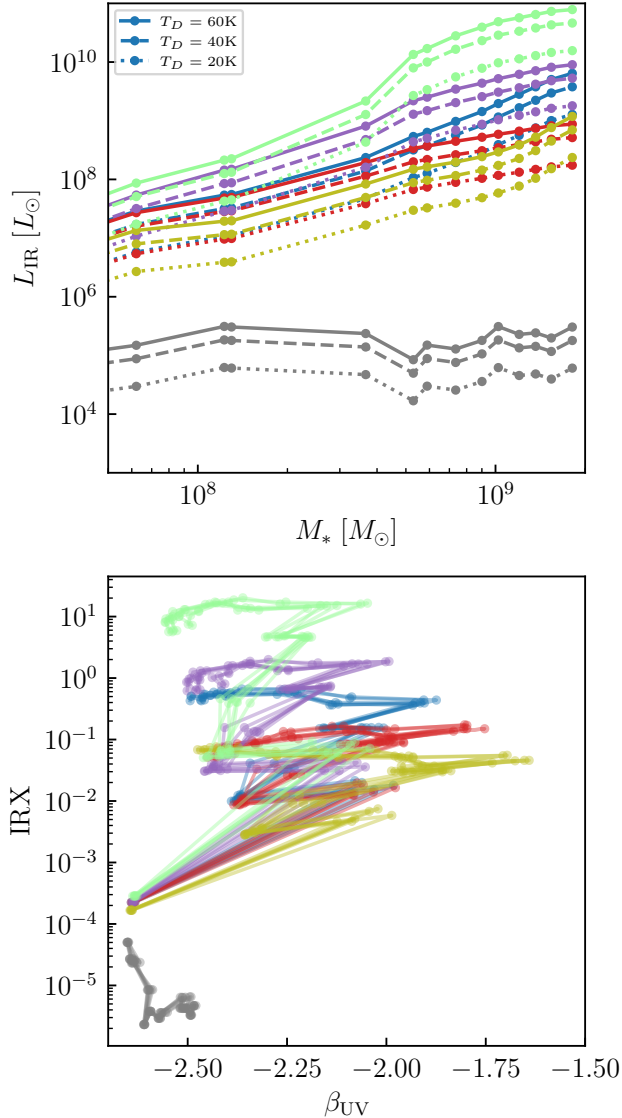 T_D = 60K
T_D = 40K
T_D = 20K
10^10
10^8
10^6
10^4
L_IR [L_⊙]
10^8
10^9
M_* [M_⊙]
10^1
10^0
10^−1
10^−2
10^−3
10^−4
10^−5
IRX
−2.50
−2.25
−2.00
−1.75
−1.50
β_UV